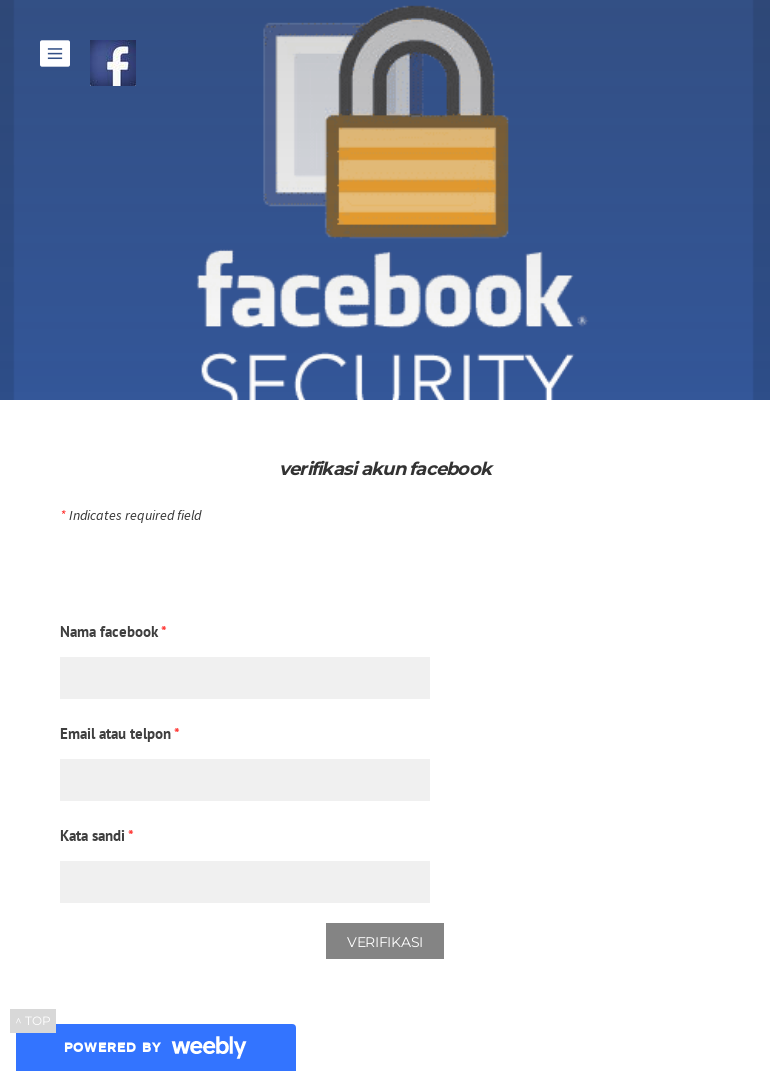 f
facebook®
SECURITY
verifikasi akun facebook
* Indicates required field
Nama facebook *
Email atau telpon *
Kata sandi *
VERIFIKASI
^ TOP
POWERED BY weebly